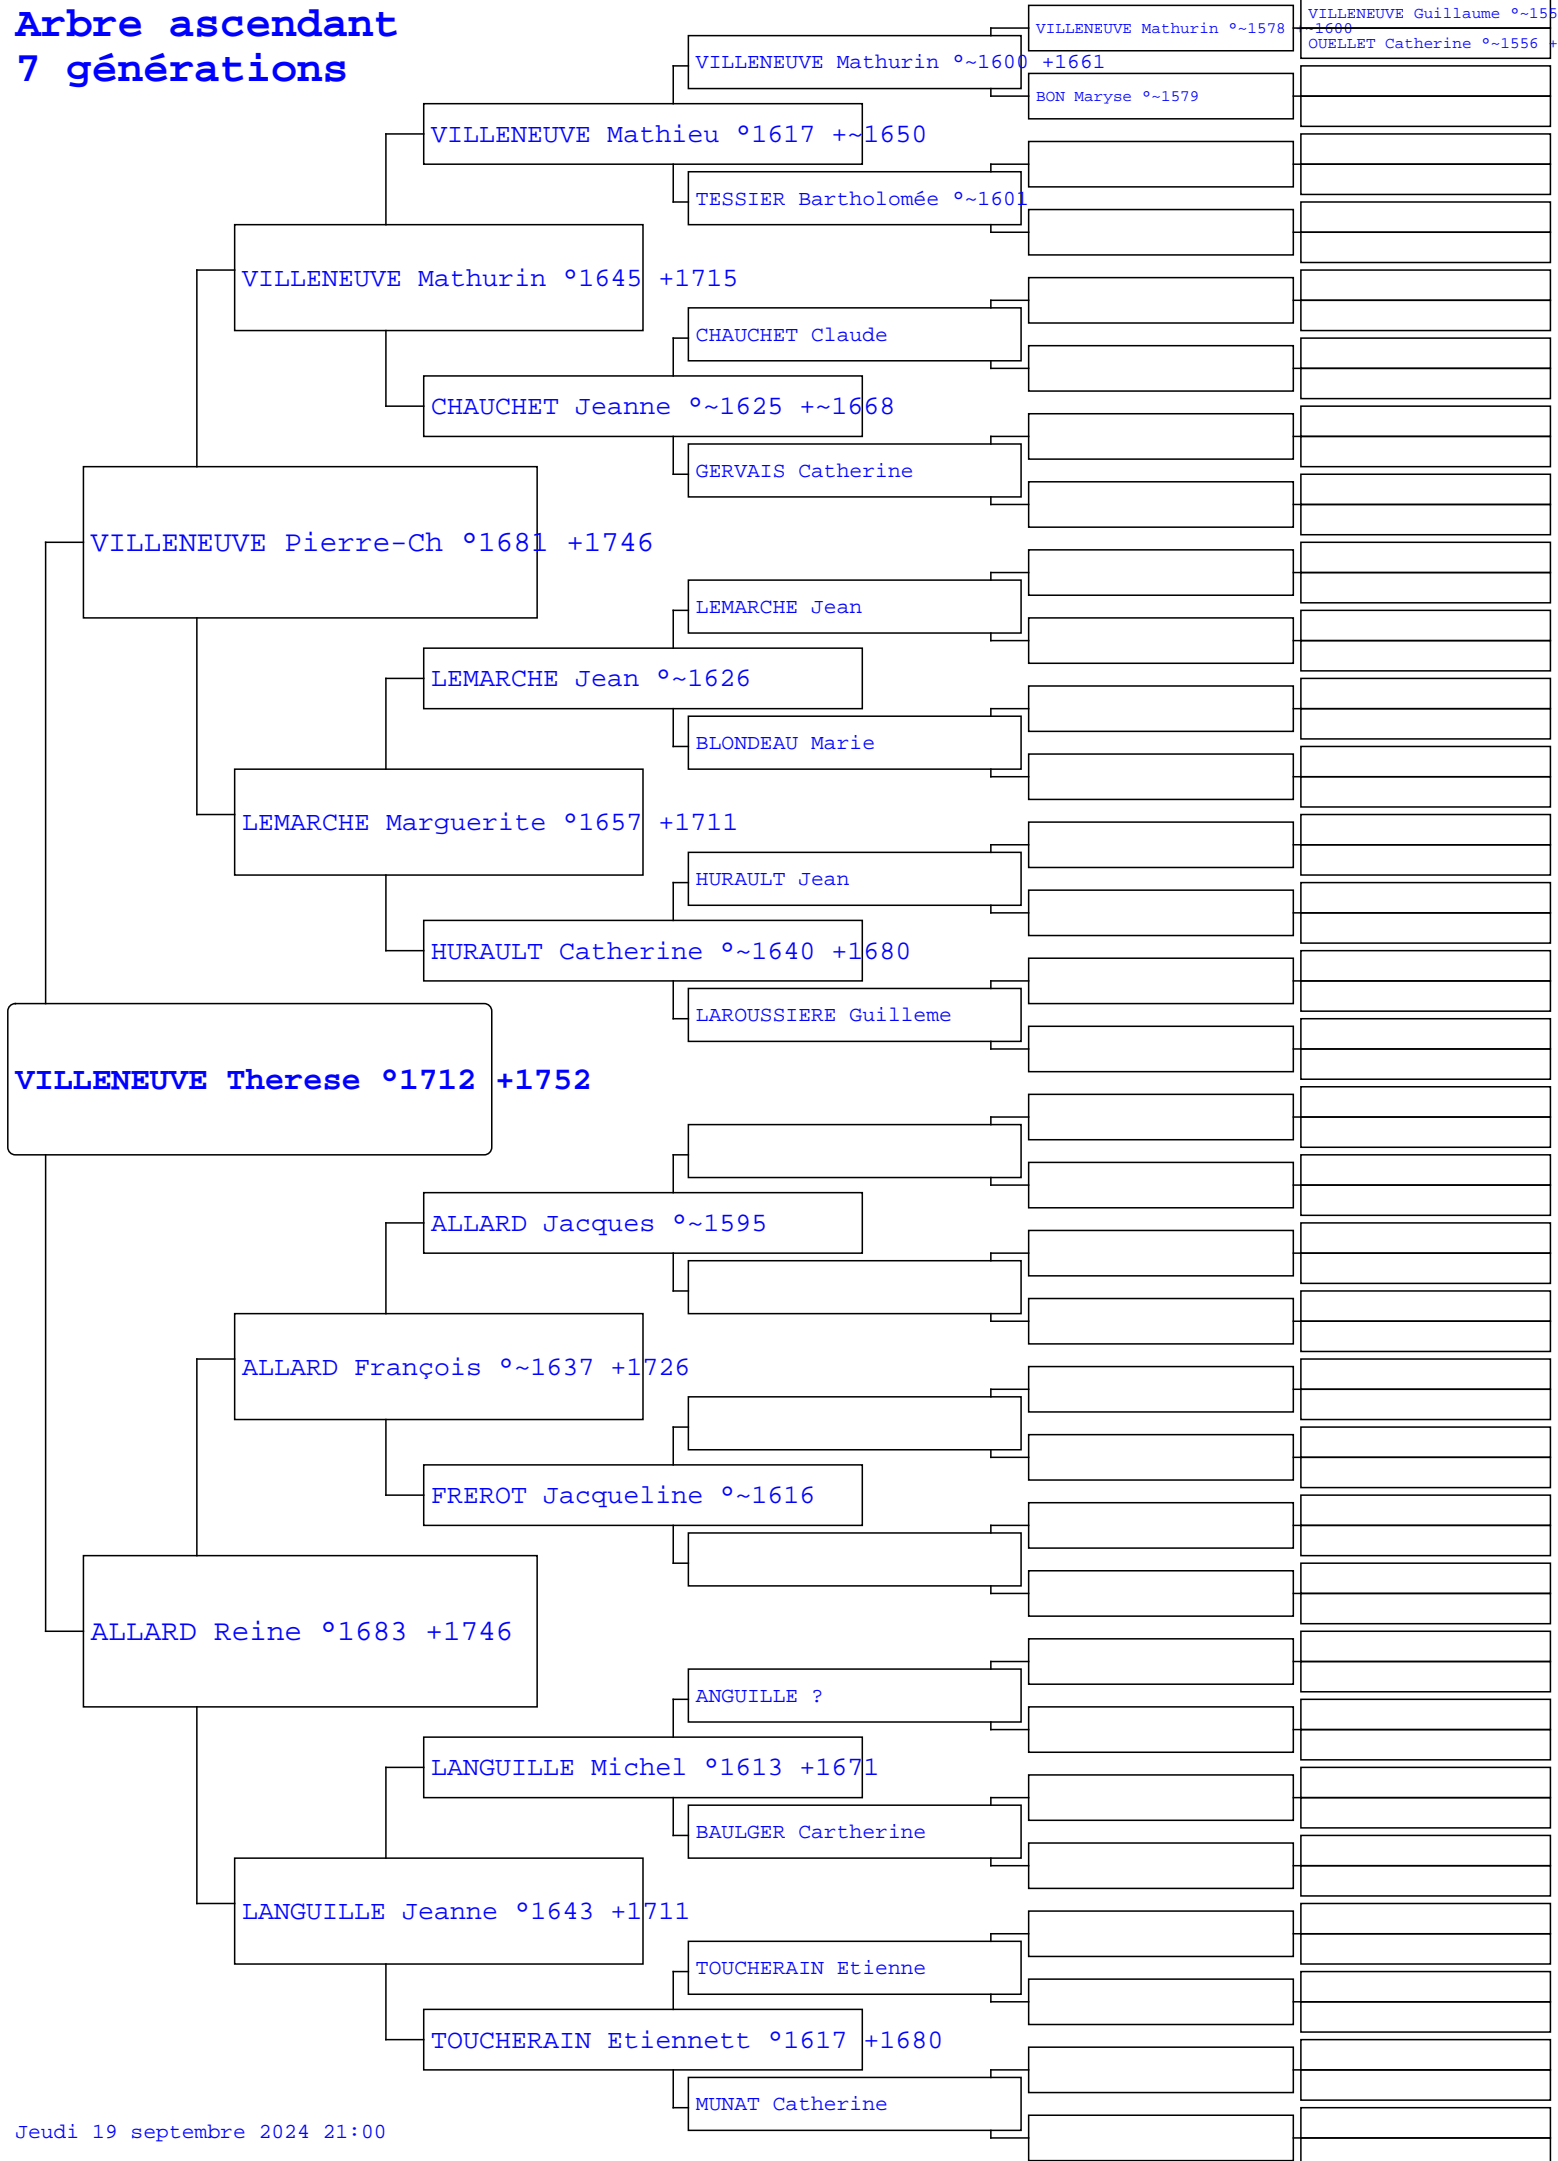 Arbre ascendant
7 générations
VILLENEUVE Guillaume °~155
VILLENEUVE Mathurin °~1578 +~1600
OUELLET Catherine °~1556 +
VILLENEUVE Mathurin °~1600 +1661
BON Maryse °~1579
VILLENEUVE Mathieu °1617 +~1650
TESSIER Bartholomée °~1601
VILLENEUVE Mathurin °1645 +1715
CHAUCHET Claude
CHAUCHET Jeanne °~1625 +~1668
GERVAIS Catherine
VILLENEUVE Pierre-Ch °1681 +1746
LEMARCHE Jean
LEMARCHE Jean °~1626
BLONDEAU Marie
LEMARCHE Marguerite °1657 +1711
HURAULT Jean
HURAULT Catherine °~1640 +1680
LAROUSSIERE Guilleme
VILLENEUVE Therese °1712 +1752
ALLARD Jacques °~1595
ALLARD François °~1637 +1726
FREROT Jacqueline °~1616
ALLARD Reine °1683 +1746
ANGUILLE ?
LANGUILLE Michel °1613 +1671
BAULGER Cartherine
LANGUILLE Jeanne °1643 +1711
TOUCHERAIN Etienne
TOUCHERAIN Etiennett °1617 +1680
MUNAT Catherine
Jeudi 19 septembre 2024 21:00